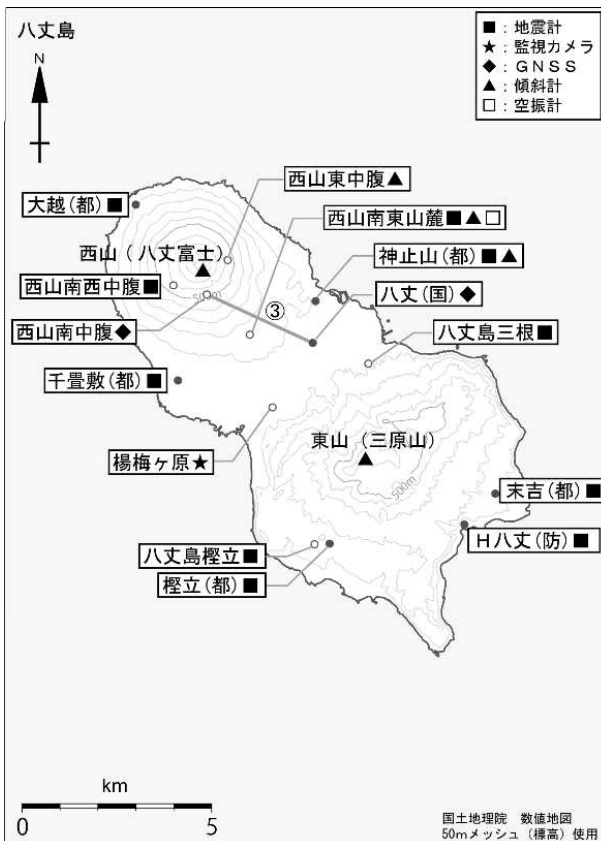 八丈島
■：地震計
★：監視カメラ
◆：ＧＮＳＳ
▲：傾斜計
□：空振計
N
西山東中腹▲
大越(都)■
西山南東山麓■▲□
西山（八丈富士）
神止山(都)■▲
西山南西中腹■
八丈(国)◆
③
西山南中腹◆
八丈島三根■
千畳敷(都)■
東山（三原山）
楊梅ヶ原★
500m
末吉(都)■
Ｈ八丈(防)■
八丈島樫立■
樫立(都)■
km
0 5
国土地理院　数値地図
50mメッシュ（標高）使用